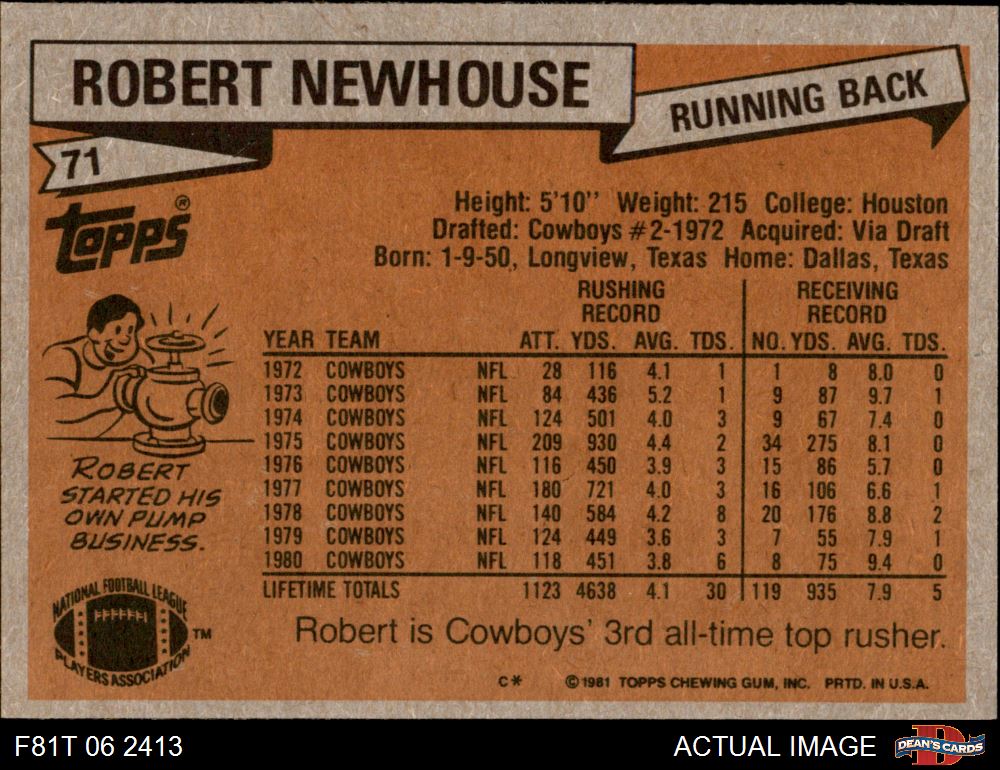 ROBERT NEWHOUSE
RUNNING BACK
71
TOPPS®
Height: 5'10'' Weight: 215 College: Houston
Drafted: Cowboys #2-1972 Acquired: Via Draft
Born: 1-9-50, Longview, Texas Home: Dallas, Texas
RUSHING RECORD RECEIVING RECORD
YEAR TEAM ATT. YDS. AVG. TDS. NO. YDS. AVG. TDS.
1972 COWBOYS NFL 28 116 4.1 1 1 8 8.0 0
1973 COWBOYS NFL 84 436 5.2 1 9 87 9.7 1
1974 COWBOYS NFL 124 501 4.0 3 9 67 7.4 0
1975 COWBOYS NFL 209 930 4.4 2 34 275 8.1 0
1976 COWBOYS NFL 116 450 3.9 3 15 86 5.7 0
1977 COWBOYS NFL 180 721 4.0 3 16 106 6.6 1
1978 COWBOYS NFL 140 584 4.2 8 20 176 8.8 2
1979 COWBOYS NFL 124 449 3.6 3 7 55 7.9 1
1980 COWBOYS NFL 118 451 3.8 6 8 75 9.4 0
LIFETIME TOTALS 1123 4638 4.1 30 119 935 7.9 5
ROBERT
STARTED HIS
OWN PUMP
BUSINESS.
NATIONAL FOOTBALL LEAGUE
PLAYERS ASSOCIATION
TM
Robert is Cowboys' 3rd all-time top rusher.
C* ©1981 TOPPS CHEWING GUM, INC. PRTD. IN U.S.A.
F81T 06 2413
ACTUAL IMAGE
D
DEAN'S CARDS